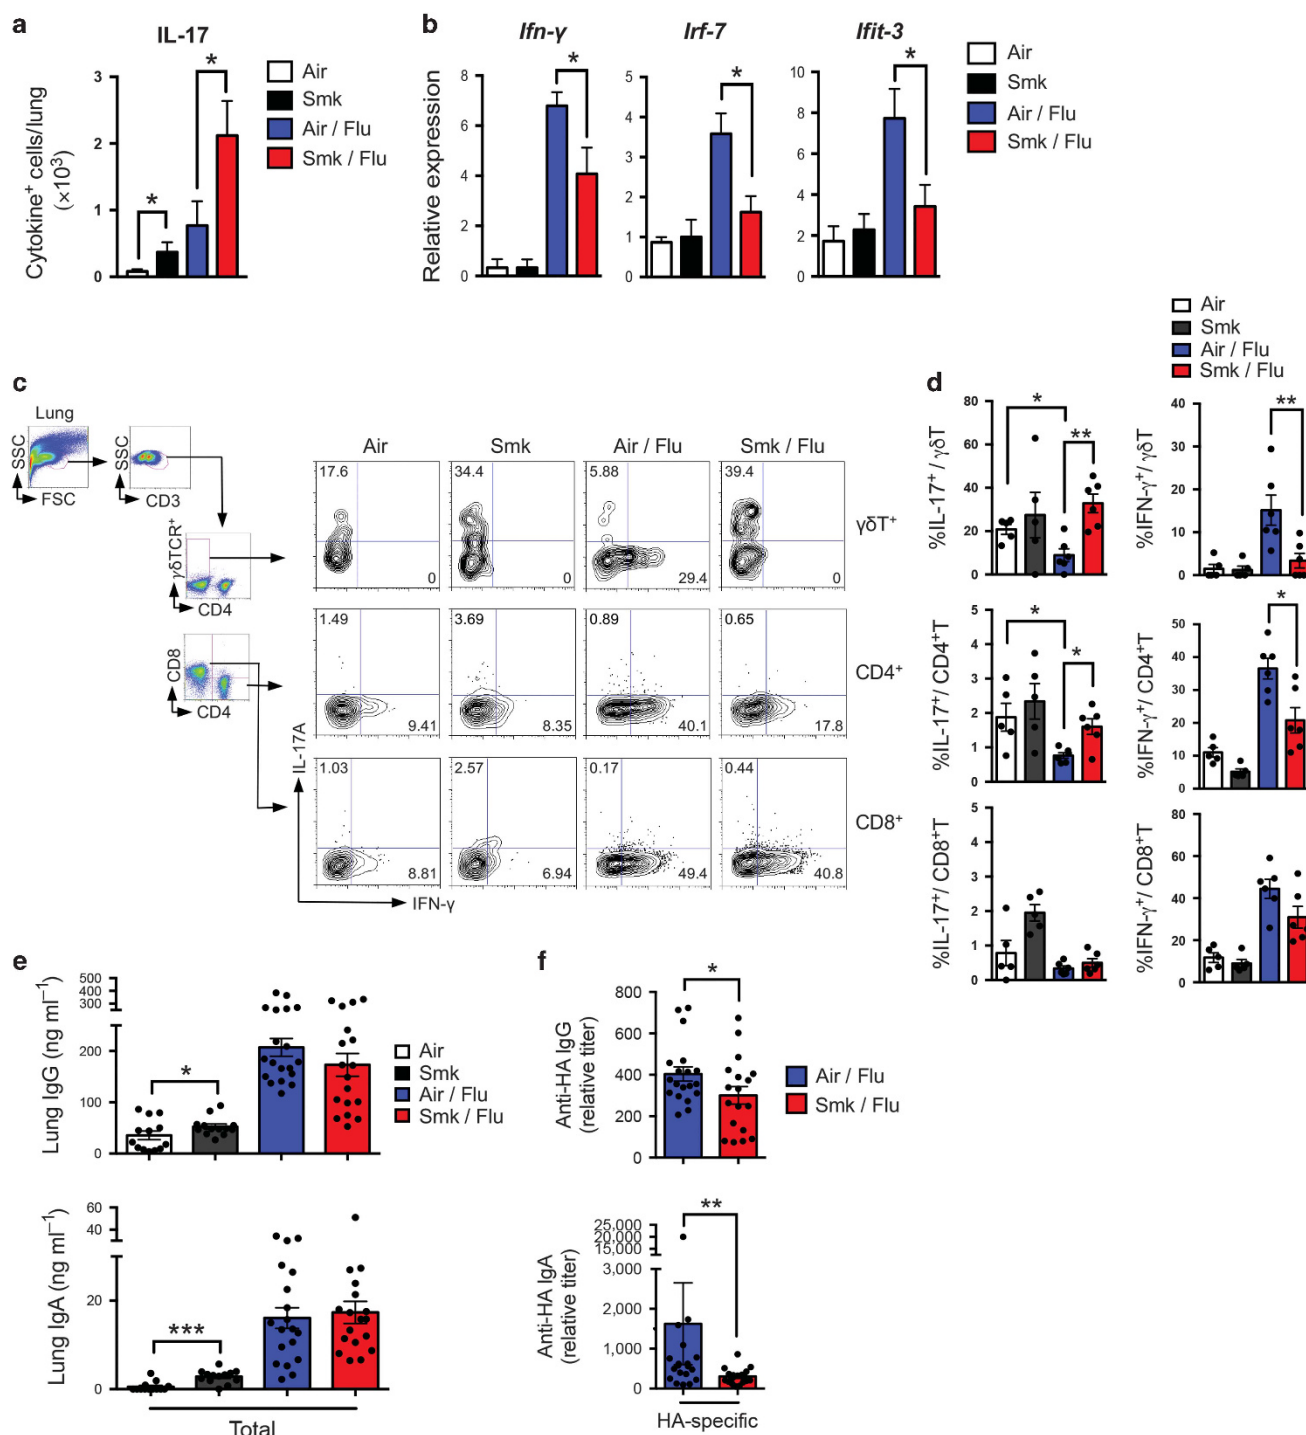 a
IL-17
Cytokine⁺ cells/lung
(×10³)
3
2
1
0
*
*
Air
Smk
Air / Flu
Smk / Flu
b
Relative expression
Ifn-γ
8
6
4
2
0
*
Irf-7
5
4
3
2
1
0
*
Ifit-3
10
8
6
4
2
0
*
Air
Smk
Air / Flu
Smk / Flu
c
Lung
SSC
FSC
SSC
CD3
γδTCR⁺
CD4
CD8
CD4
Air Smk Air / Flu Smk / Flu
17.6 34.4 5.88 39.4
γδT⁺
0 0 29.4 0
1.49 3.69 0.89 0.65
CD4⁺
9.41 8.35 40.1 17.8
1.03 2.57 0.17 0.44
CD8⁺
8.81 6.94 49.4 40.8
IL-17A
IFN-γ
d
Air
Smk
Air / Flu
Smk / Flu
%IL-17⁺ / γδT
80
60
40
20
0
*
**
%IFN-γ⁺/ γδT
40
30
20
10
0
**
%IL-17⁺/ CD4⁺T
5
4
3
2
1
0
*
*
%IFN-γ⁺/ CD4⁺T
50
40
30
20
10
0
*
%IL-17⁺/ CD8⁺T
5
4
3
2
1
0
%IFN-γ⁺/ CD8⁺T
80
60
40
20
0
e
Lung IgG (ng ml⁻¹)
500
400
300
200
100
0
*
Air
Smk
Air / Flu
Smk / Flu
Lung IgA (ng ml⁻¹)
60
40
20
0
***
Total
f
Anti-HA IgG
(relative titer)
800
600
400
200
0
*
Air / Flu
Smk / Flu
Anti-HA IgA
(relative titer)
25,000
20,000
15,000
3,000
2,000
1,000
0
**
HA-specific